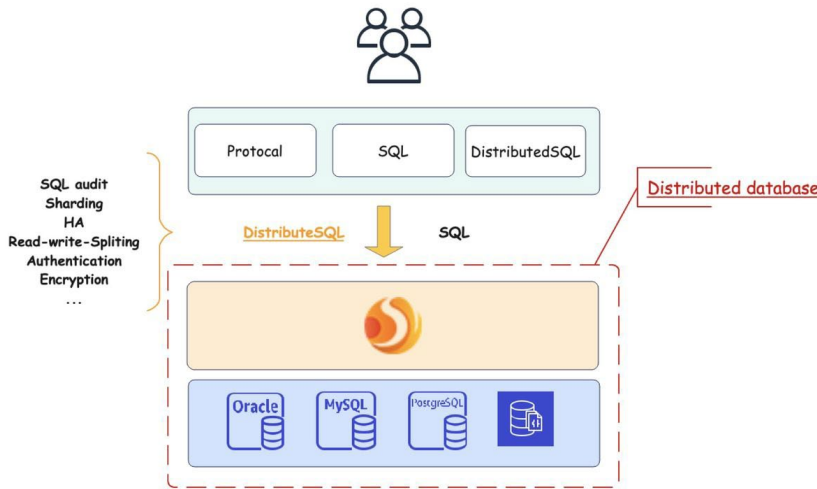 Protocal
SQL
DistributedSQL
SQL audit
Sharding
HA
Read-write-Spliting
Authentication
Encryption
...
DistributeSQL
SQL
Distributed database
Oracle
MySQL
PostgreSQL